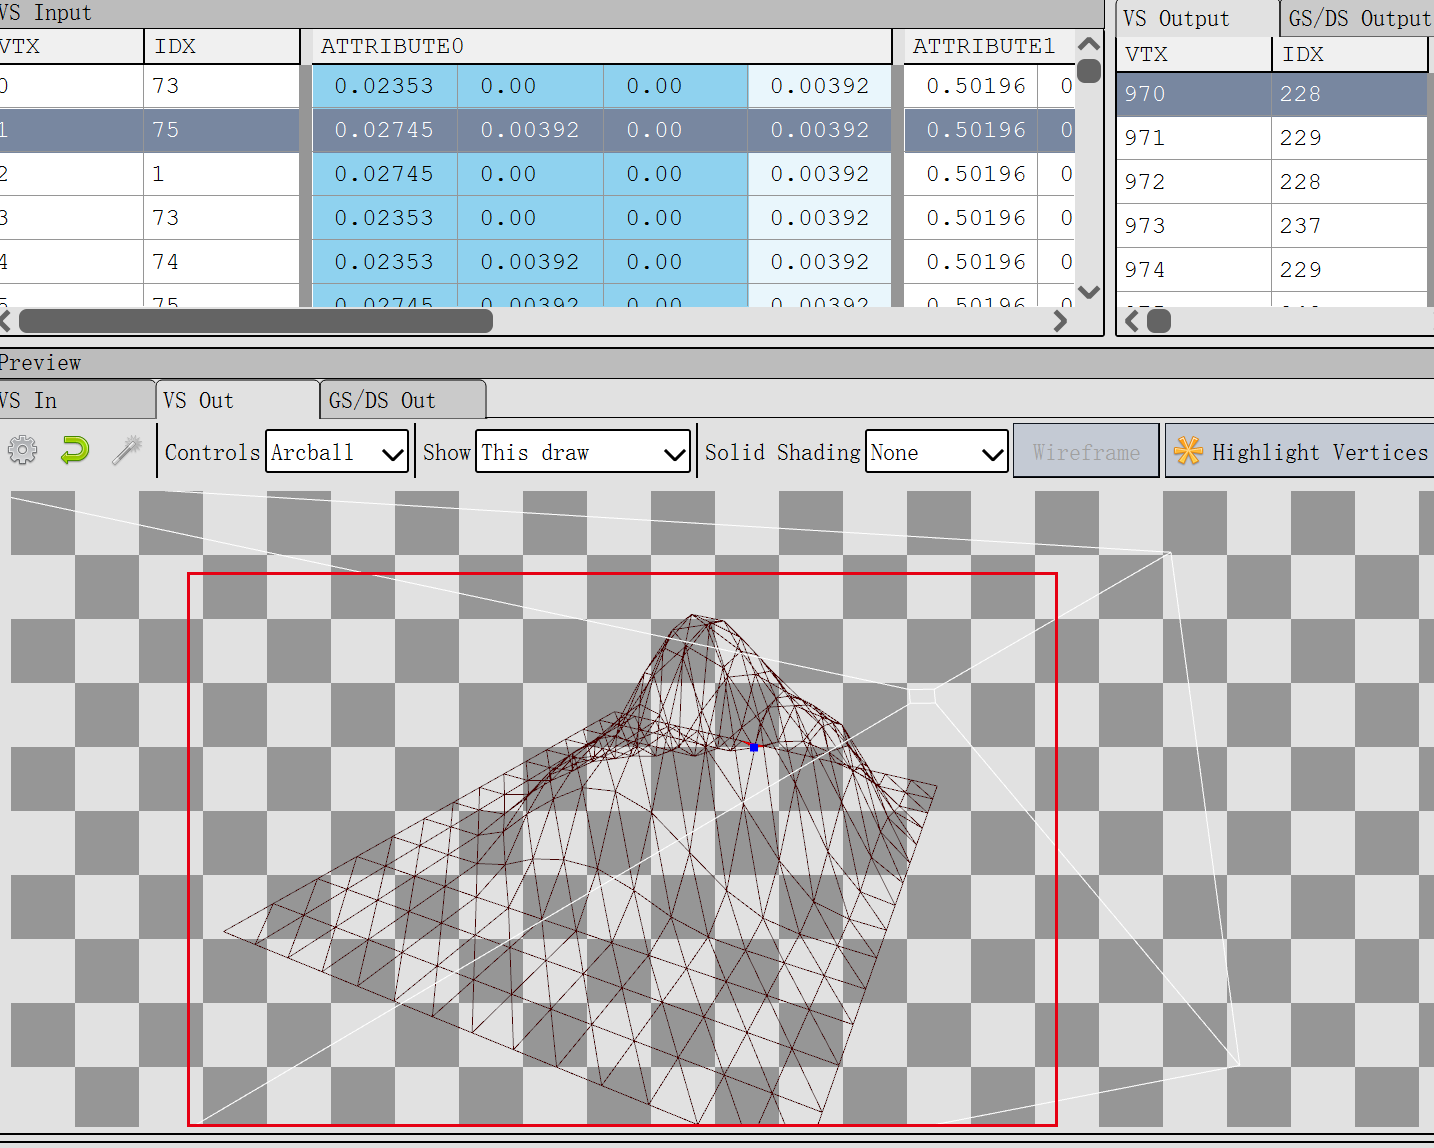 VS Input
VTX IDX ATTRIBUTE0 ATTRIBUTE1
0 73 0.02353 0.00 0.00 0.00392 0.50196 0
1 75 0.02745 0.00392 0.00 0.00392 0.50196 0
2 1 0.02745 0.00 0.00 0.00392 0.50196 0
3 73 0.02353 0.00 0.00 0.00392 0.50196 0
4 74 0.02353 0.00392 0.00 0.00392 0.50196 0
5 75 0.02745 0.00392 0.00 0.00392 0.50196 0
VS Output GS/DS Output
VTX IDX
970 228
971 229
972 228
973 237
974 229
Preview
VS In VS Out GS/DS Out
Controls Arcball Show This draw Solid Shading None Wireframe Highlight Vertices